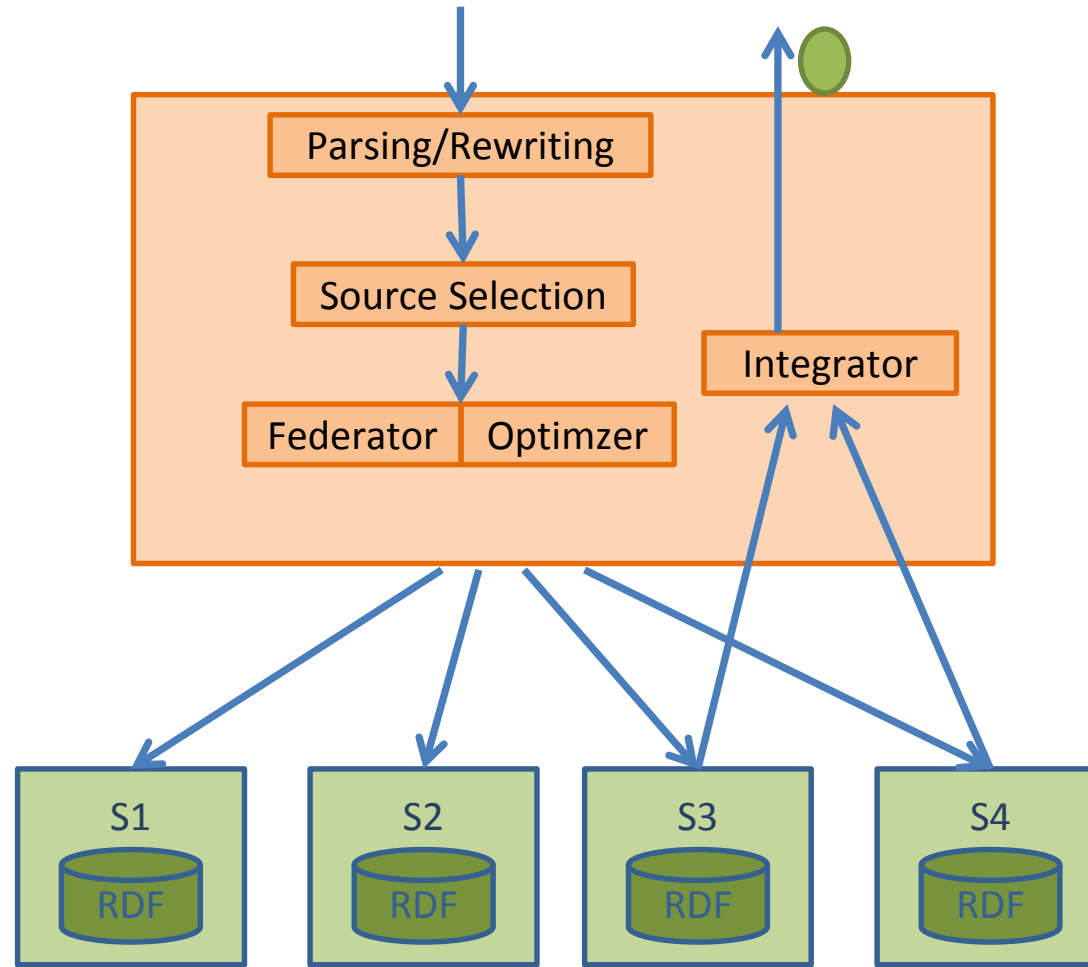 Parsing/Rewriting
Source Selection
Integrator
Federator
Optimzer
S1
S2
S3
S4
RDF
RDF
RDF
RDF